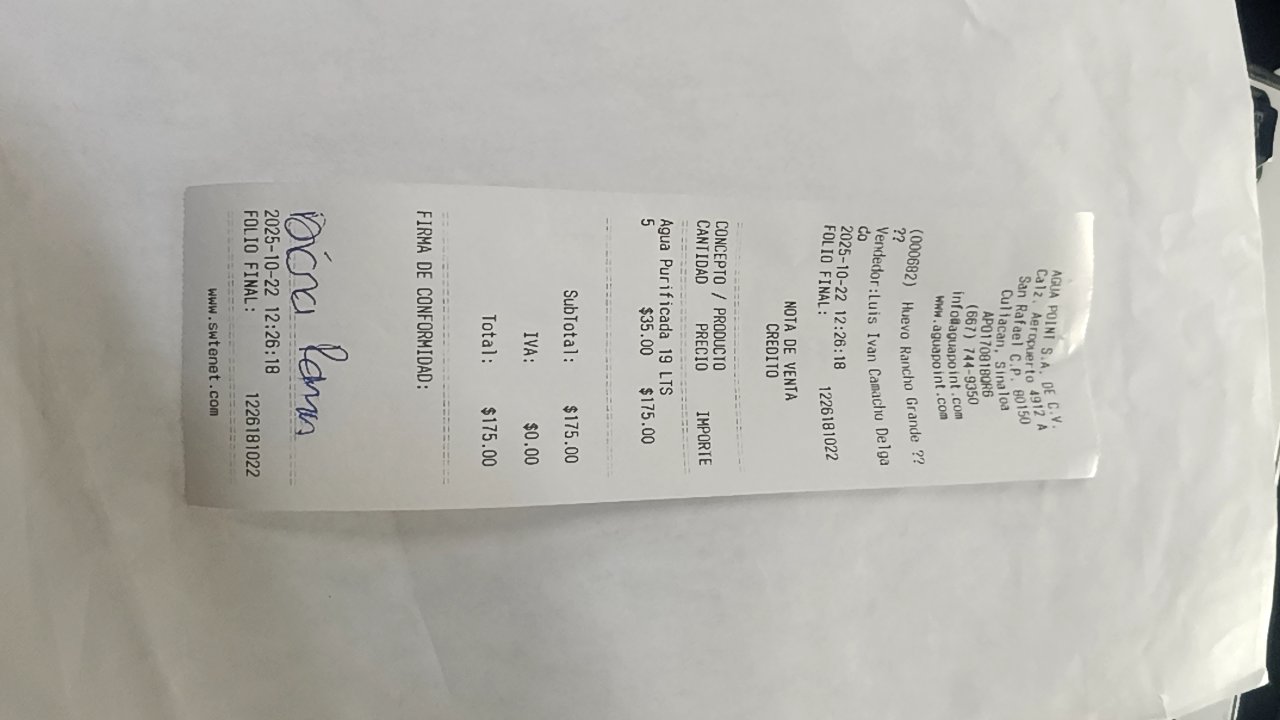 AGUA POINT S.A. DE C.V.
Calz. Aeropuerto 4912 A
San Rafael C.P. 80150
Culiacan, Sinaloa
APO170818QR6
(667) 744-9350
info@aguapoint.com
www.aguapoint.com
(000682) Huevo Rancho Grande ??
??
Vendedor:Luis Ivan Camacho Delga
do
2025-10-22 12:26:18
FOLIO FINAL: 1226181022
NOTA DE VENTA
CREDITO
CONCEPTO / PRODUCTO
CANTIDAD PRECIO IMPORTE
Agua Purificada 19 LTS
5 $35.00 $175.00
SubTotal: $175.00
IVA: $0.00
Total: $175.00
FIRMA DE CONFORMIDAD:
2025-10-22 12:26:18
FOLIO FINAL: 1226181022
www.swtenet.com